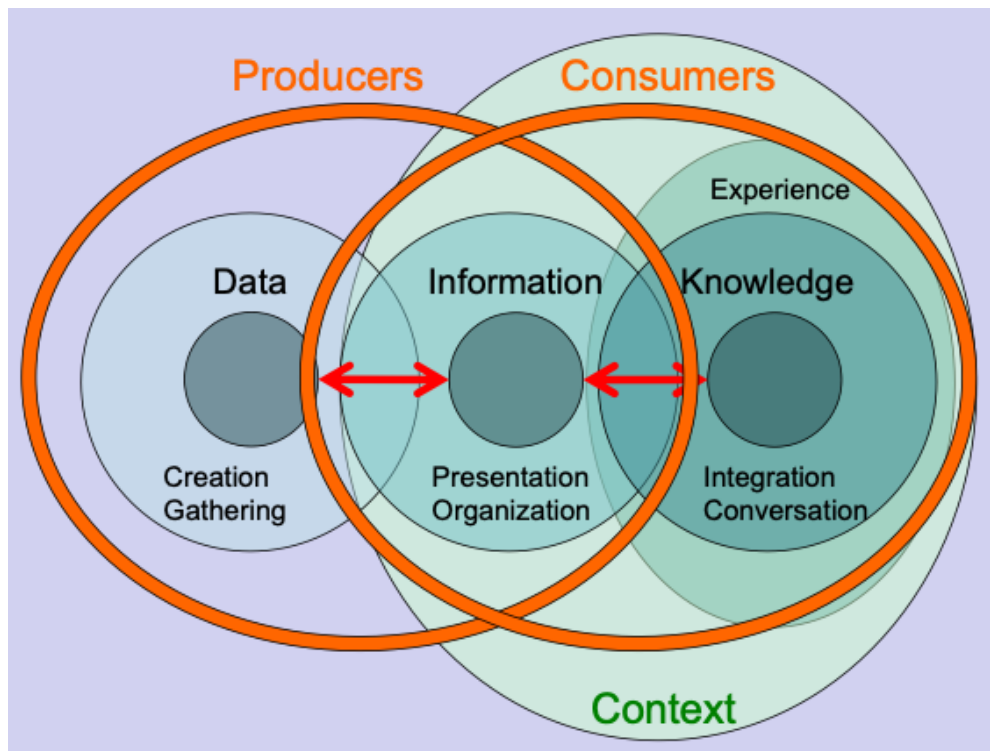 Producers
Consumers
Experience
Data
Information
Knowledge
Creation
Gathering
Presentation
Organization
Integration
Conversation
Context